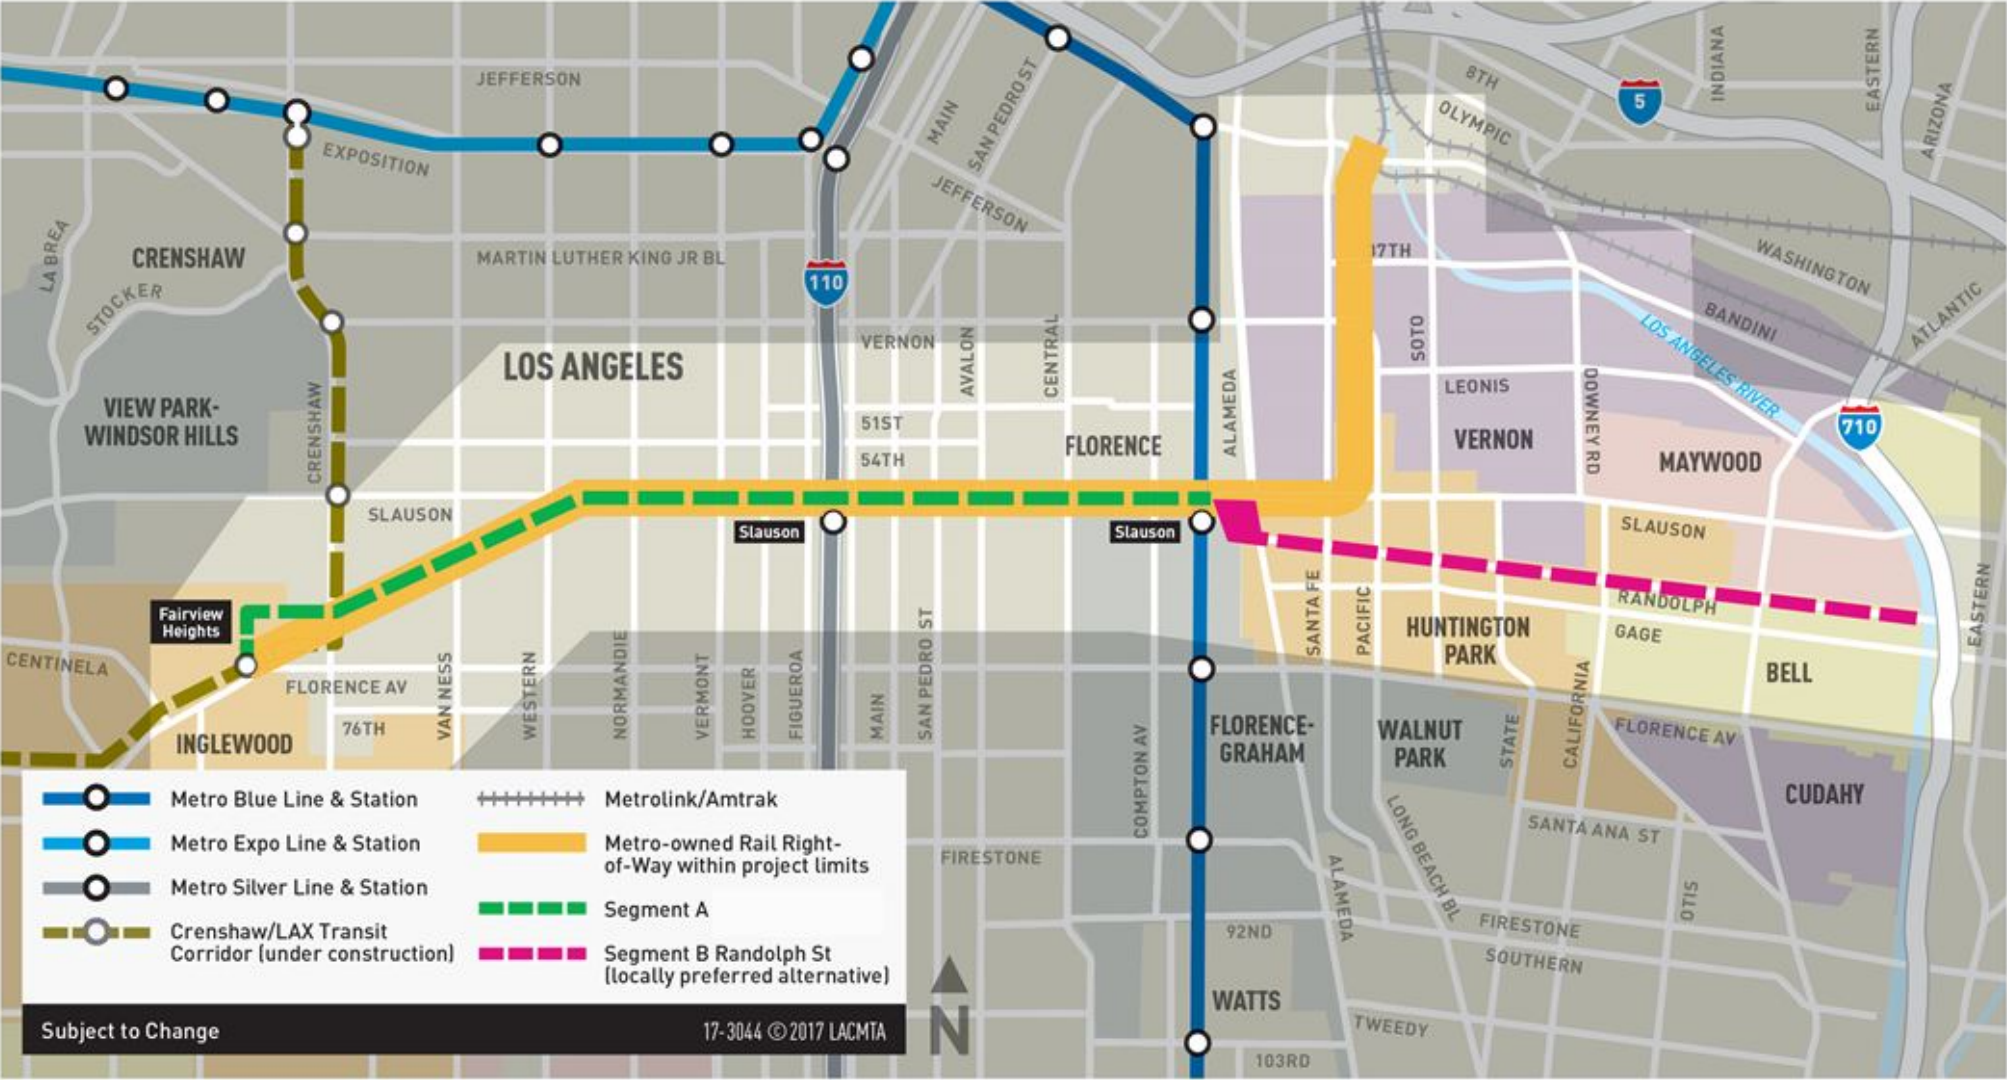 JEFFERSON
EXPOSITION
MAIN
SAN PEDRO ST
JEFFERSON
8TH
OLYMPIC
5
INDIANA
EASTERN
ARIZONA
LA BREA
CRENSHAW
STOCKER
MARTIN LUTHER KING JR BL
110
37TH
WASHINGTON
BANDINI
ATLANTIC
LOS ANGELES RIVER
LOS ANGELES
VERNON
AVALON
CENTRAL
SOTO
LEONIS
DOWNEY RD
VIEW PARK-
WINDSOR HILLS
CRENSHAW
51ST
54TH
FLORENCE
ALAMEDA
VERNON
MAYWOOD
710
SLAUSON
Slauson
Slauson
SLAUSON
Fairview
Heights
SANTA FE
PACIFIC
RANDOLPH
GAGE
EASTERN
HUNTINGTON
PARK
BELL
CENTINELA
FLORENCE AV
76TH
INGLEWOOD
VAN NESS
WESTERN
NORMANDIE
VERMONT
HOOVER
FIGUEROA
MAIN
SAN PEDRO ST
COMPTON AV
FLORENCE-
GRAHAM
WALNUT
PARK
STATE
CALIFORNIA
FLORENCE AV
CUDAHY
FIRESTONE
ALAMEDA
LONG BEACH BL
SANTA ANA ST
OTIS
FIRESTONE
SOUTHERN
92ND
WATTS
TWEEDY
103RD
N
Metro Blue Line & Station
Metro Expo Line & Station
Metro Silver Line & Station
Crenshaw/LAX Transit
Corridor (under construction)
Metrolink/Amtrak
Metro-owned Rail Right-
of-Way within project limits
Segment A
Segment B Randolph St
(locally preferred alternative)
Subject to Change
17-3044 © 2017 LACMTA